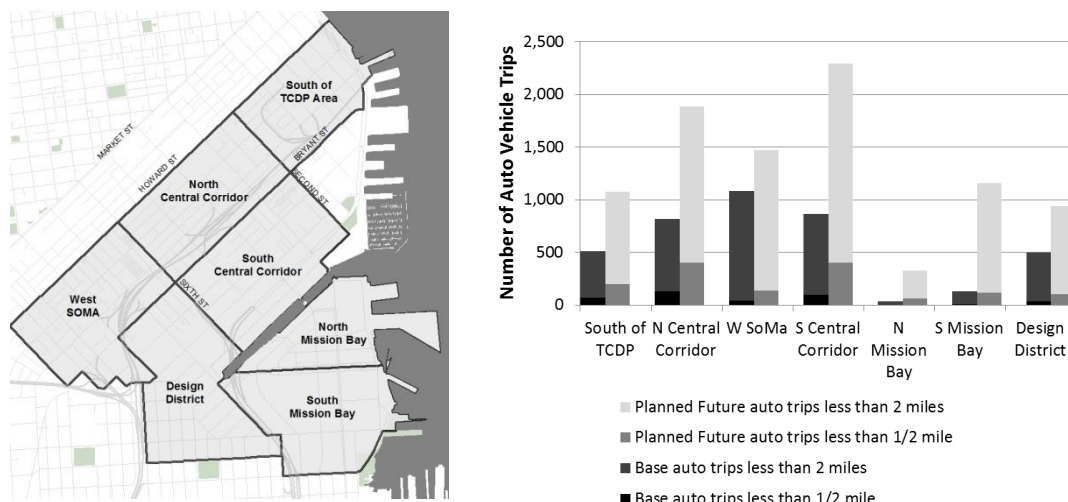 South of
TCDP Area
MARKET ST
BRYANT ST
HOWARD ST
SECOND ST
North
Central Corridor
South
Central Corridor
West
SOMA
SIXTH ST
North
Mission Bay
Design
District
South
Mission Bay
Number of Auto Vehicle Trips
2,500
2,000
1,500
1,000
500
0
South of
TCDP
N Central
Corridor
W SoMa
S Central
Corridor
N
Mission
Bay
S Mission
Bay
Design
District
Planned Future auto trips less than 2 miles
Planned Future auto trips less than 1/2 mile
Base auto trips less than 2 miles
Base auto trips less than 1/2 mile